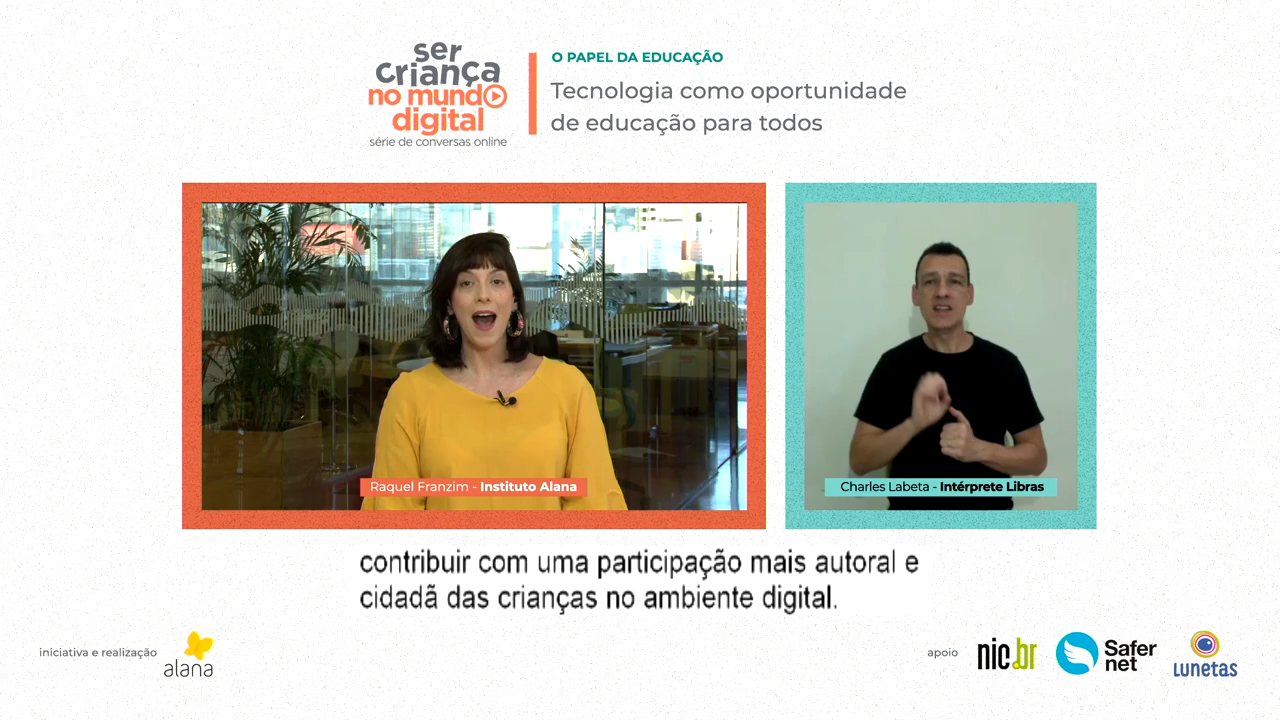 ser
criança
no mundo
digital
série de conversas online
O PAPEL DA EDUCAÇÃO
Tecnologia como oportunidade
de educação para todos
Raquel Franzim - Instituto Alana
Charles Labeta - Intérprete Libras
contribuir com uma participação mais autoral e
cidadã das crianças no ambiente digital.
iniciativa e realização
alana
apoio
nic.br
Safer
net
LUNETAS